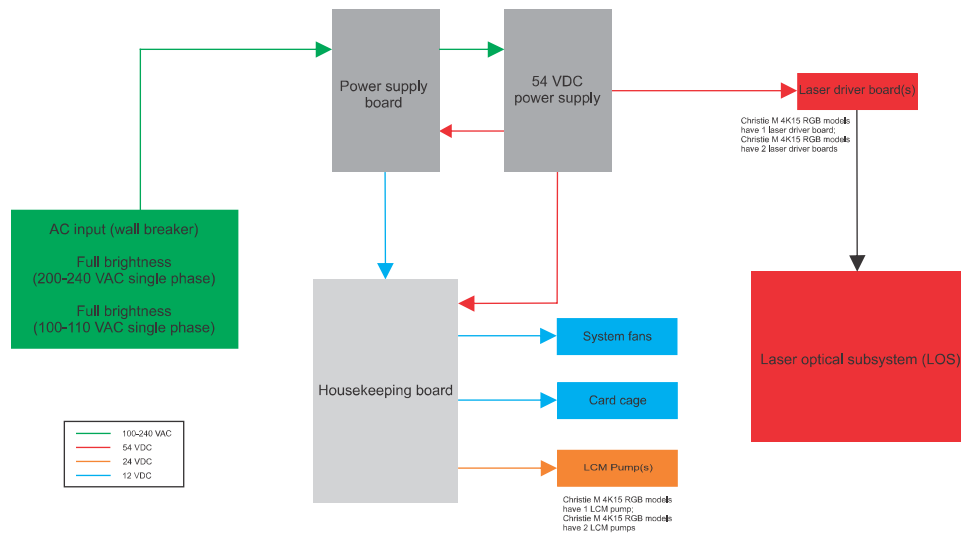 Power supply
board
54 VDC
power supply
Laser driver board(s)
Christie M 4K15 RGB models
have 1 laser driver board;
Christie M 4K15 RGB models
have 2 laser driver boards
AC input (wall breaker)
Full brightness
(200-240 VAC single phase)
Full brightness
(100-110 VAC single phase)
Housekeeping board
System fans
Card cage
LCM Pump(s)
Christie M 4K15 RGB models
have 1 LCM pump;
Christie M 4K15 RGB models
have 2 LCM pumps
Laser optical subsystem (LOS)
100-240 VAC
54 VDC
24 VDC
12 VDC